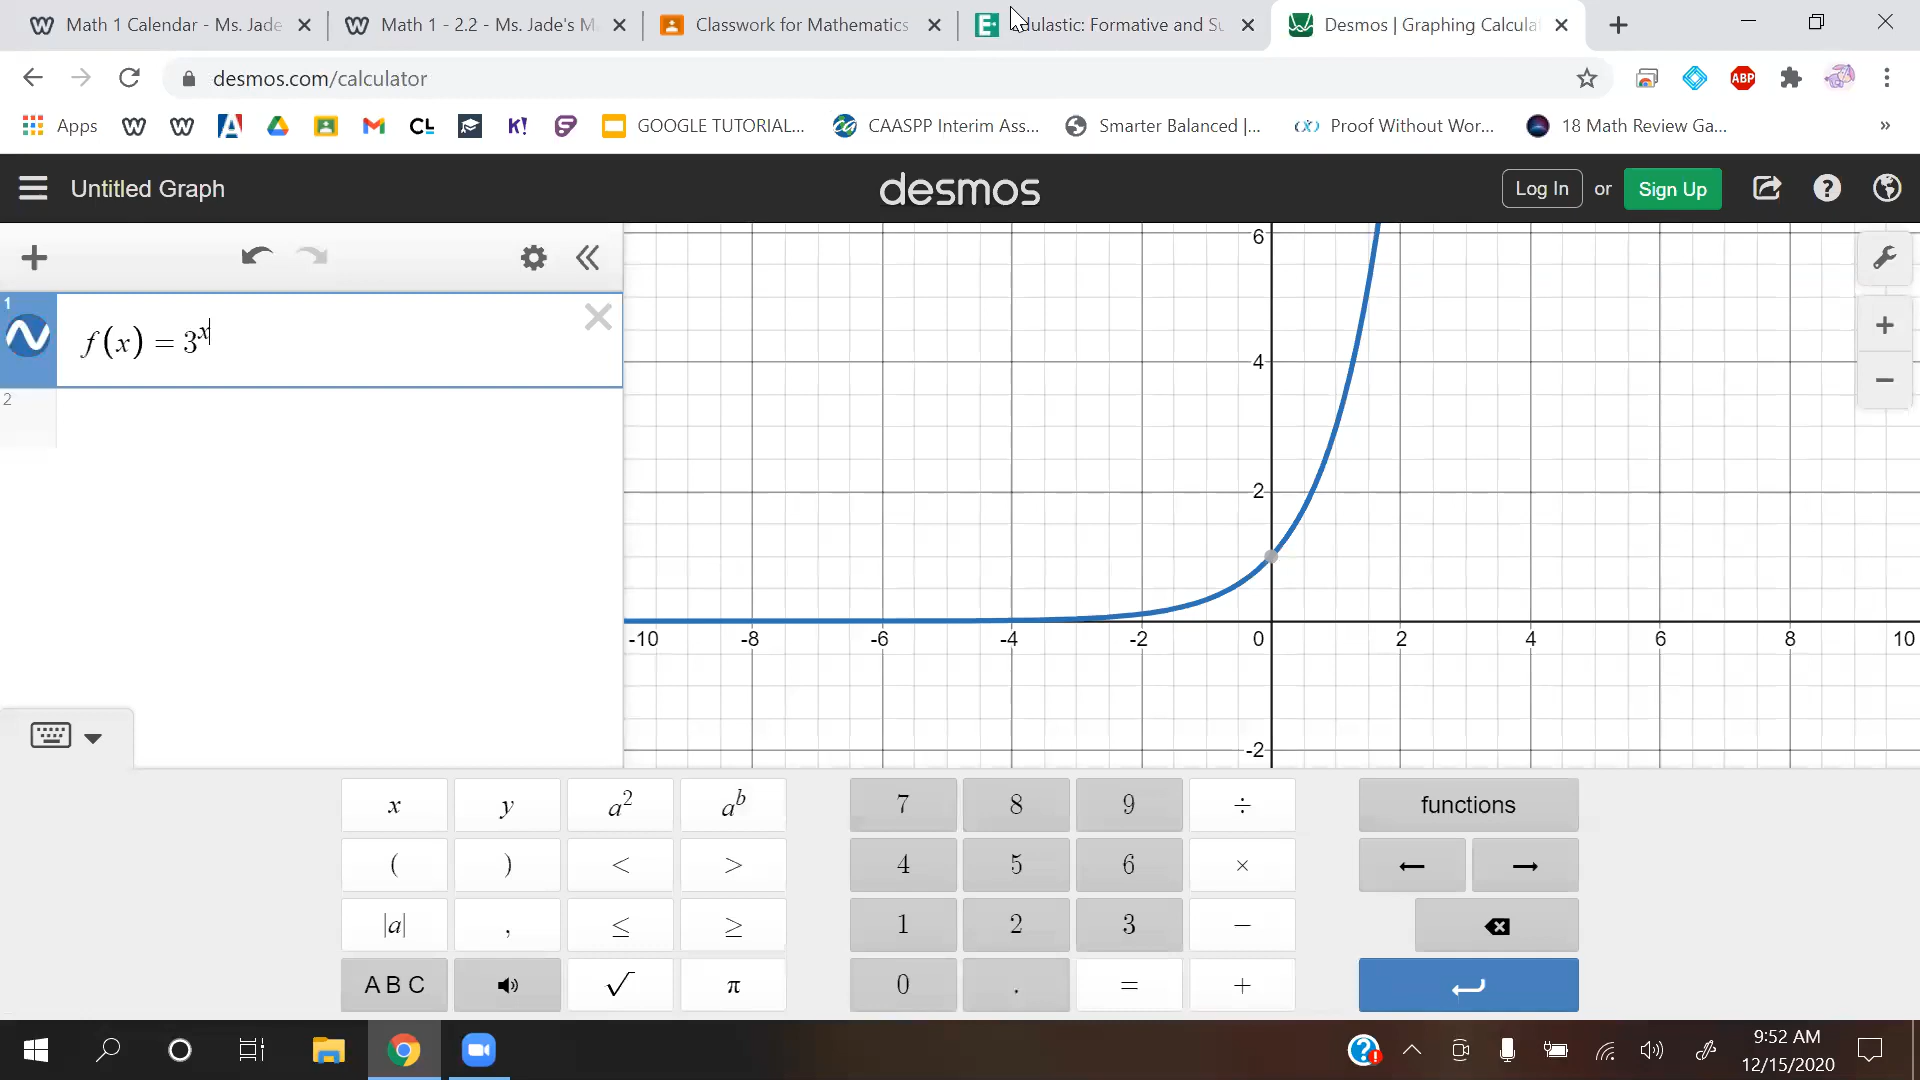 Math 1 Calendar - Ms. Jade
Math 1 - 2.2 - Ms. Jade's M
Classwork for Mathematics
E
dulastic: Formative and Su
Desmos | Graphing Calcula
desmos.com/calculator
ABP
Apps
CL
K!
GOOGLE TUTORIAL...
CAASPP Interim Ass...
Smarter Balanced |...
Proof Without Wor...
18 Math Review Ga...
Untitled Graph
desmos
Log In or Sign Up
1
f(x) = 3^x
2
6
4
2
-10 -8 -6 -4 -2 0 2 4 6 8 10
-2
x y a² a^b 7 8 9 ÷ functions
( ) < > 4 5 6 × ← →
|a| , ≤ ≥ 1 2 3 −
A B C √ π 0 . = +
9:52 AM
12/15/2020